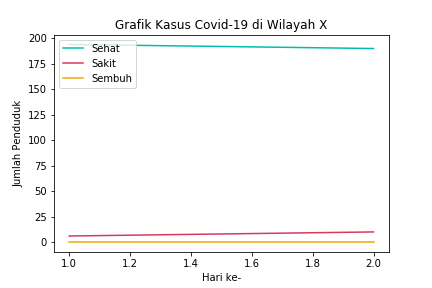 Grafik Kasus Covid-19 di Wilayah X
Sehat
Sakit
Sembuh
Jumlah Penduduk
200
175
150
125
100
75
50
25
0
1.0 1.2 1.4 1.6 1.8 2.0
Hari ke-